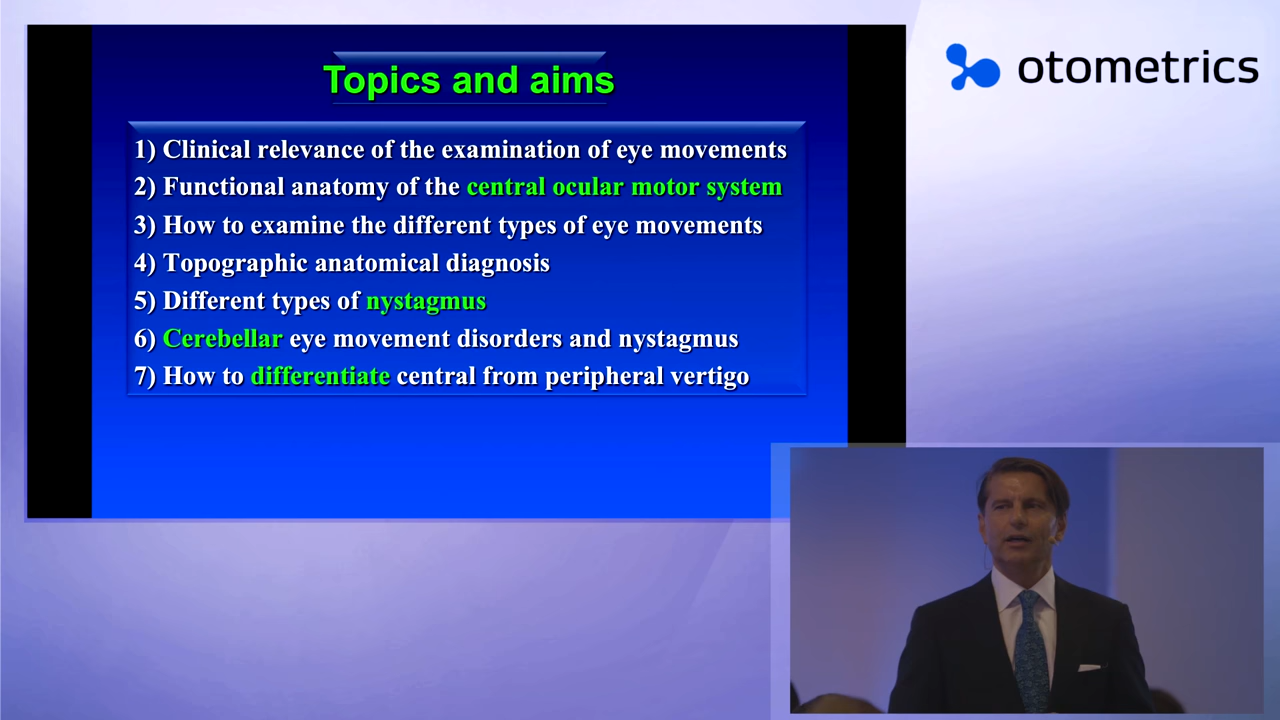 Topics and aims
1) Clinical relevance of the examination of eye movements
2) Functional anatomy of the central ocular motor system
3) How to examine the different types of eye movements
4) Topographic anatomical diagnosis
5) Different types of nystagmus
6) Cerebellar eye movement disorders and nystagmus
7) How to differentiate central from peripheral vertigo
otometrics